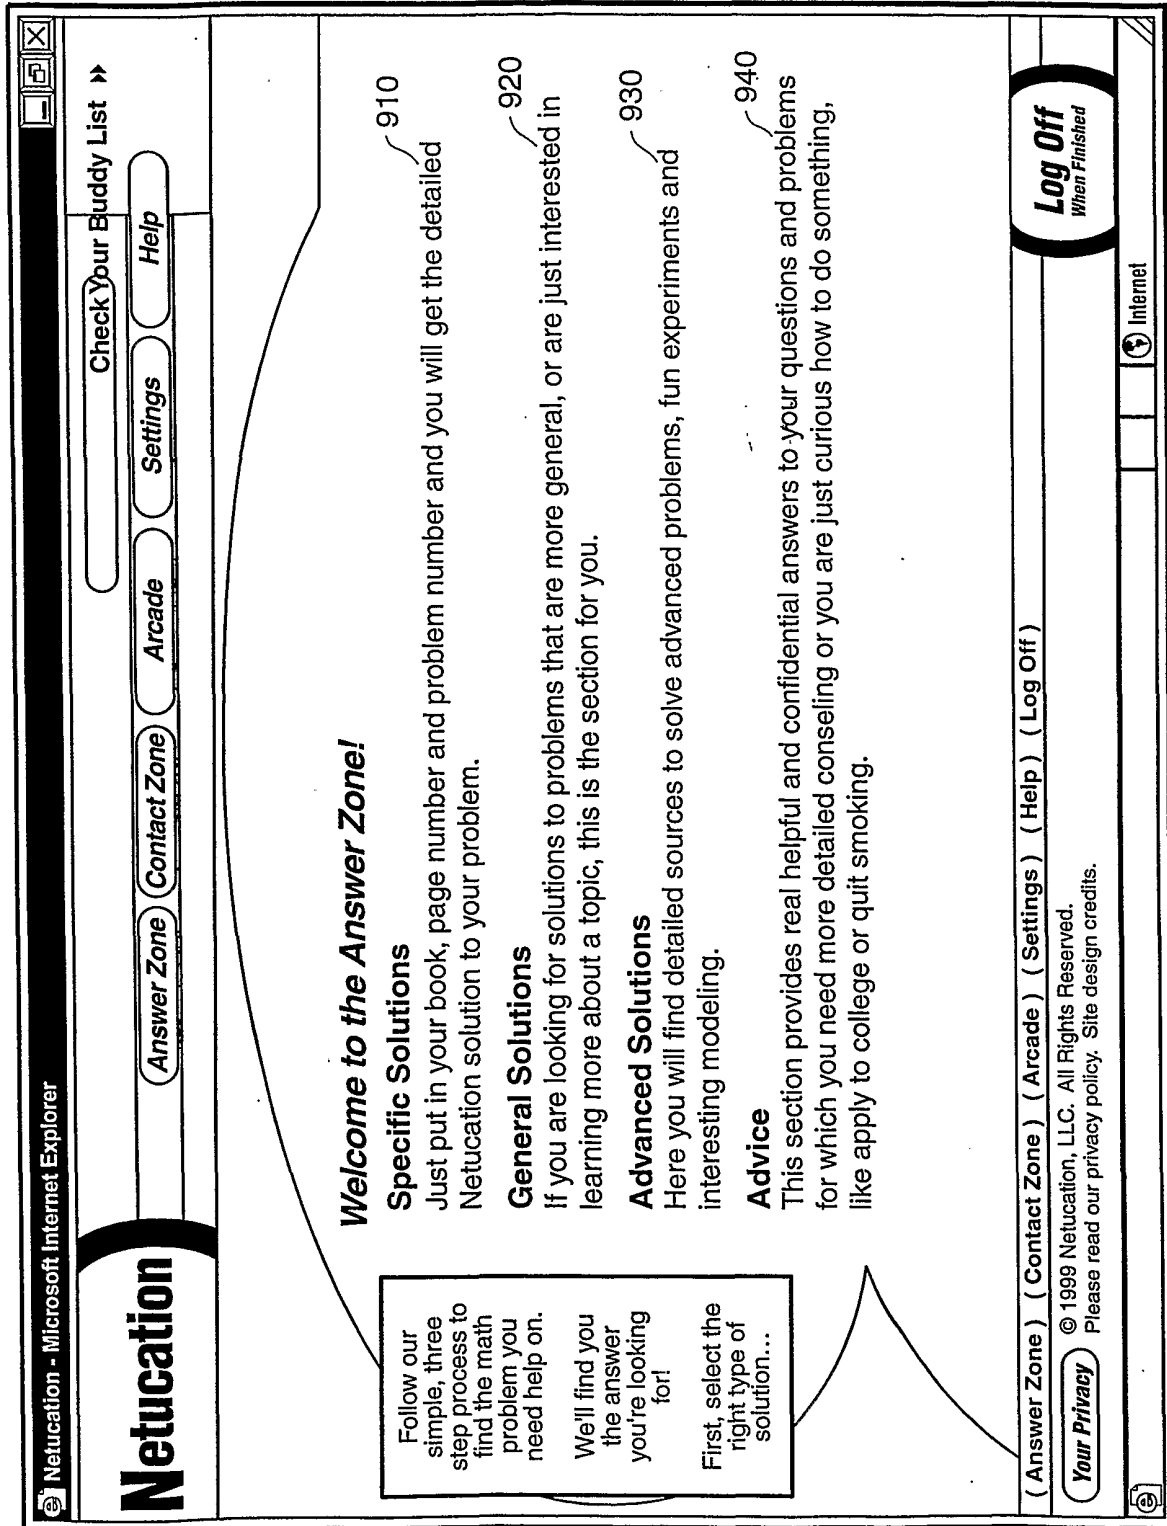 Netucation - Microsoft Internet Explorer
Netucation
Check Your Buddy List
Answer Zone Contact Zone Arcade Settings Help
Follow our
simple, three
step process to
find the math
problem you
need help on.
We'll find you
the answer
you're looking
for!
First, select the
right type of
solution...
Welcome to the Answer Zone!
Specific Solutions
910
Just put in your book, page number and problem number and you will get the detailed
Netucation solution to your problem.
General Solutions
920
If you are looking for solutions to problems that are more general, or are just interested in
learning more about a topic, this is the section for you.
Advanced Solutions
930
Here you will find detailed sources to solve advanced problems, fun experiments and
interesting modeling.
Advice
940
This section provides real helpful and confidential answers to your questions and problems
for which you need more detailed conseling or you are just curious how to do something,
like apply to college or quit smoking.
( Answer Zone ) ( Contact Zone ) ( Arcade ) ( Settings ) ( Help ) ( Log Off )
Your Privacy © 1999 Netucation, LLC. All Rights Reserved.
Please read our privacy policy. Site design credits.
Log Off
When Finished
Internet